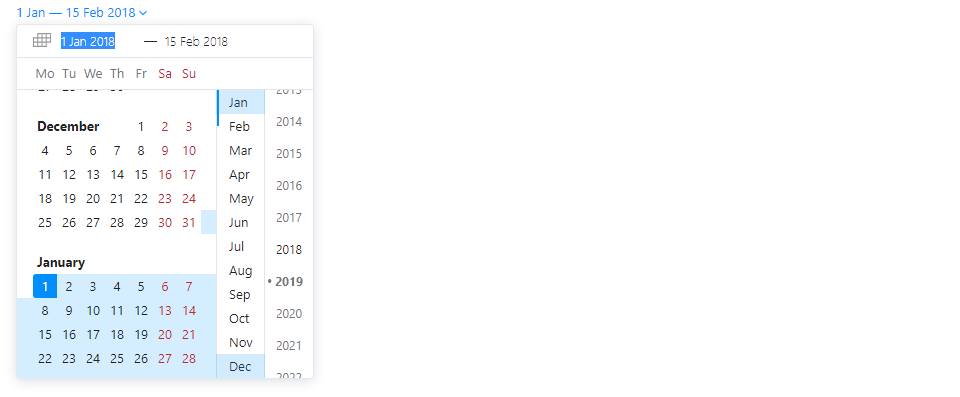 1 Jan — 15 Feb 2018
1 Jan 2018 — 15 Feb 2018
Mo Tu We Th Fr Sa Su
December 1 2 3
4 5 6 7 8 9 10
11 12 13 14 15 16 17
18 19 20 21 22 23 24
25 26 27 28 29 30 31
January
1 2 3 4 5 6 7
8 9 10 11 12 13 14
15 16 17 18 19 20 21
22 23 24 25 26 27 28
Jan
Feb
Mar
Apr
May
Jun
Jul
Aug
Sep
Oct
Nov
Dec
2013
2014
2015
2016
2017
2018
• 2019
2020
2021
2022